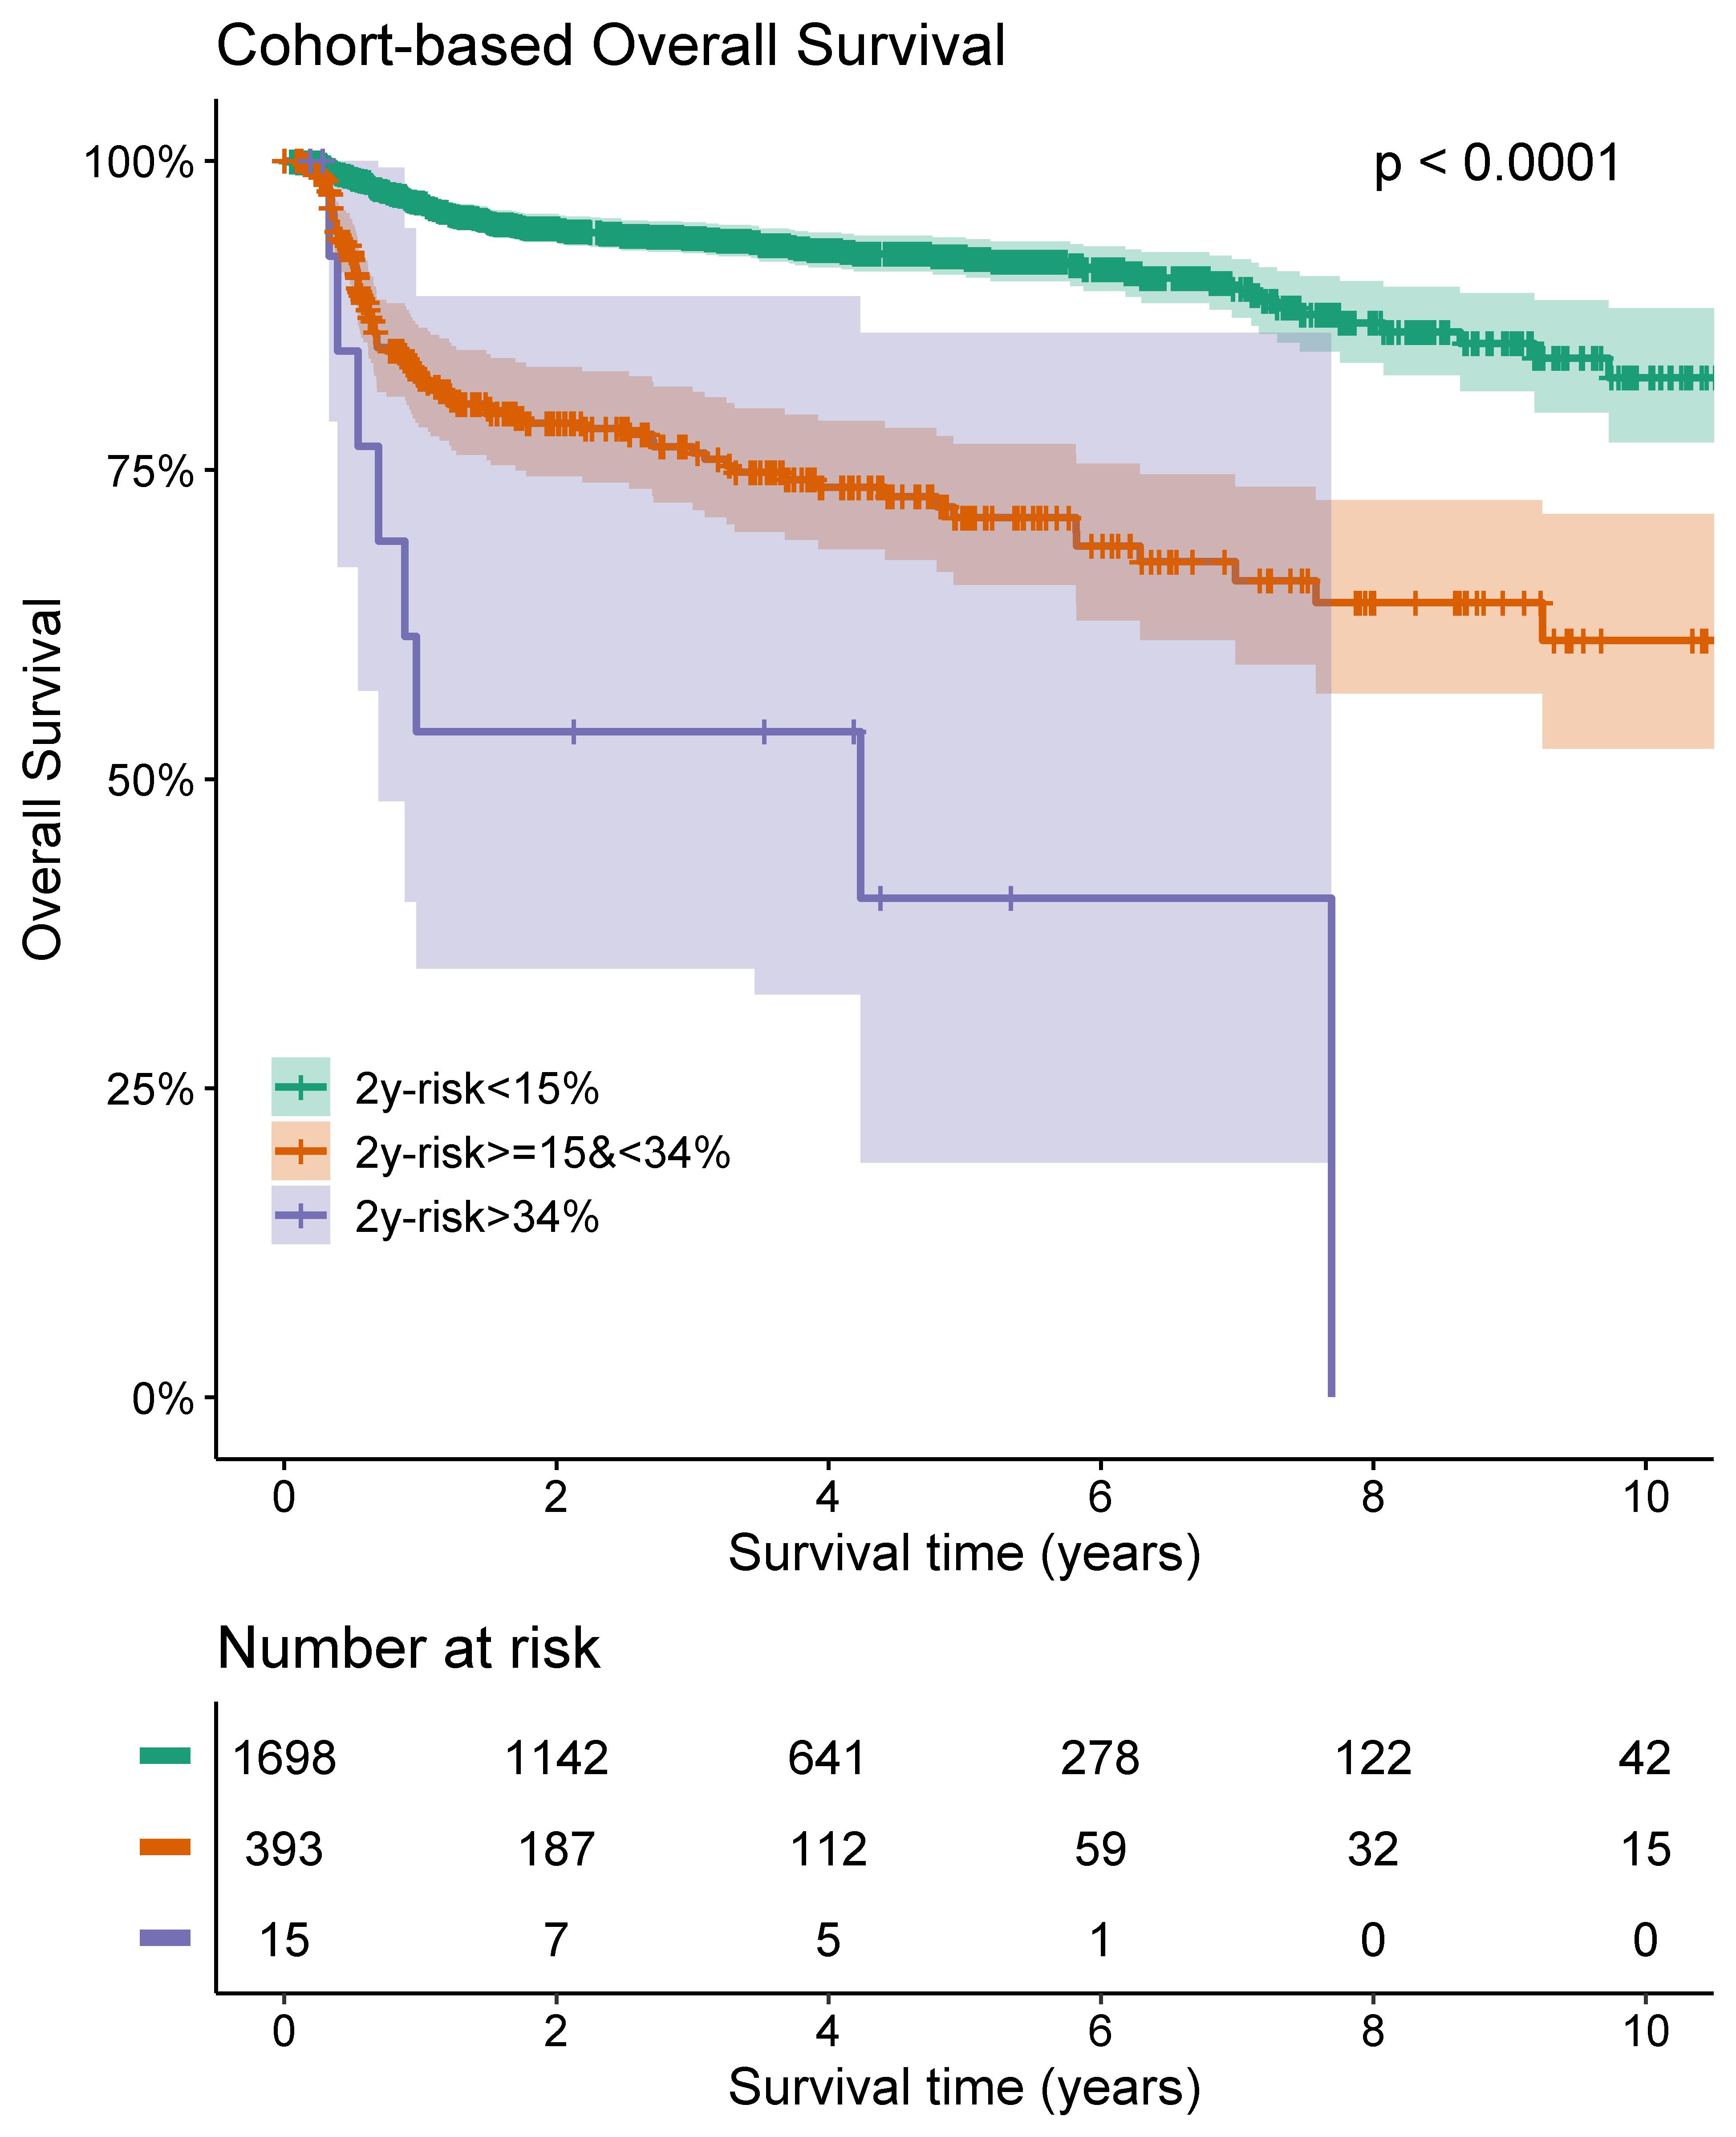 Cohort-based Overall Survival
p < 0.0001
100%
75%
50%
25%
0%
Overall Survival
2y-risk<15%
2y-risk>=15&<34%
2y-risk>34%
0 2 4 6 8 10
Survival time (years)
Number at risk
1698 1142 641 278 122 42
393 187 112 59 32 15
15 7 5 1 0 0
0 2 4 6 8 10
Survival time (years)